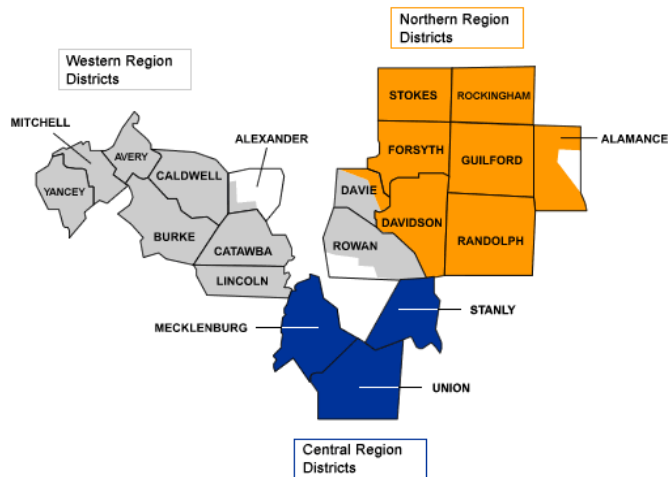 Northern Region
Districts
Western Region
Districts
STOKES
ROCKINGHAM
MITCHELL
ALEXANDER
ALAMANCE
AVERY
FORSYTH
GUILFORD
CALDWELL
YANCEY
DAVIE
DAVIDSON
BURKE
ROWAN
RANDOLPH
CATAWBA
LINCOLN
STANLY
MECKLENBURG
UNION
Central Region
Districts